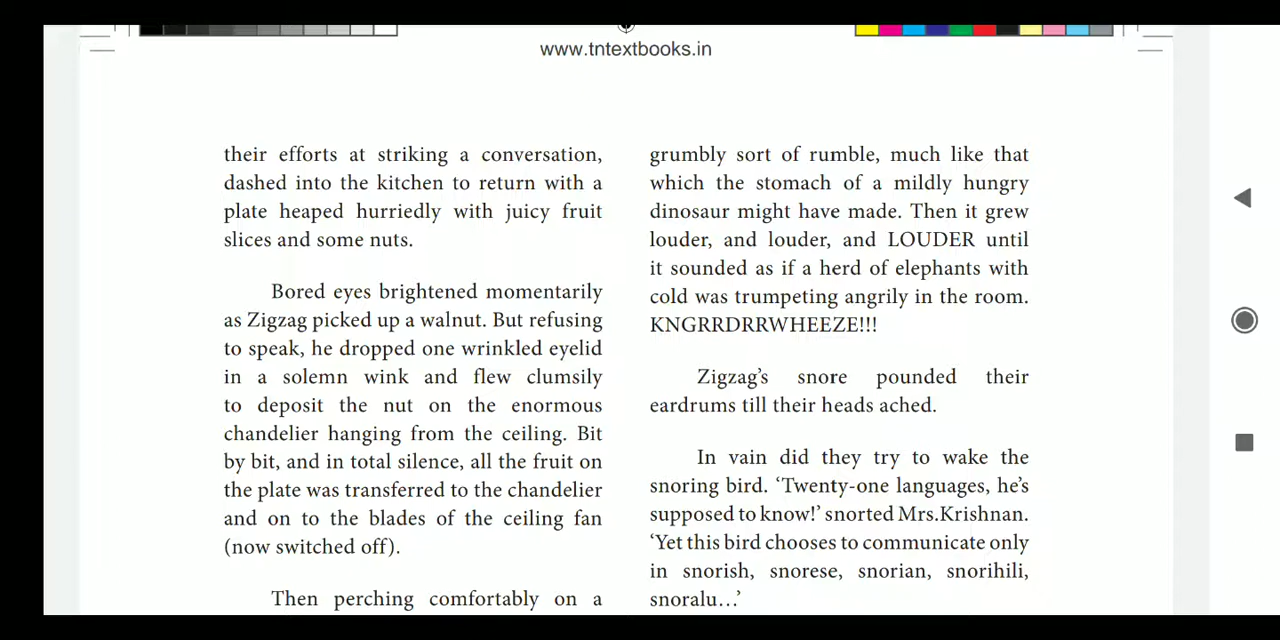 www.tntextbooks.in
their efforts at striking a conversation,
dashed into the kitchen to return with a
plate heaped hurriedly with juicy fruit
slices and some nuts.
Bored eyes brightened momentarily
as Zigzag picked up a walnut. But refusing
to speak, he dropped one wrinkled eyelid
in a solemn wink and flew clumsily
to deposit the nut on the enormous
chandelier hanging from the ceiling. Bit
by bit, and in total silence, all the fruit on
the plate was transferred to the chandelier
and on to the blades of the ceiling fan
(now switched off).
Then perching comfortably on a
grumbly sort of rumble, much like that
which the stomach of a mildly hungry
dinosaur might have made. Then it grew
louder, and louder, and LOUDER until
it sounded as if a herd of elephants with
cold was trumpeting angrily in the room.
KNGRRDRRWHEEZE!!!
Zigzag’s snore pounded their
eardrums till their heads ached.
In vain did they try to wake the
snoring bird. ‘Twenty-one languages, he’s
supposed to know!’ snorted Mrs.Krishnan.
‘Yet this bird chooses to communicate only
in snorish, snorese, snorian, snorihili,
snoralu…’